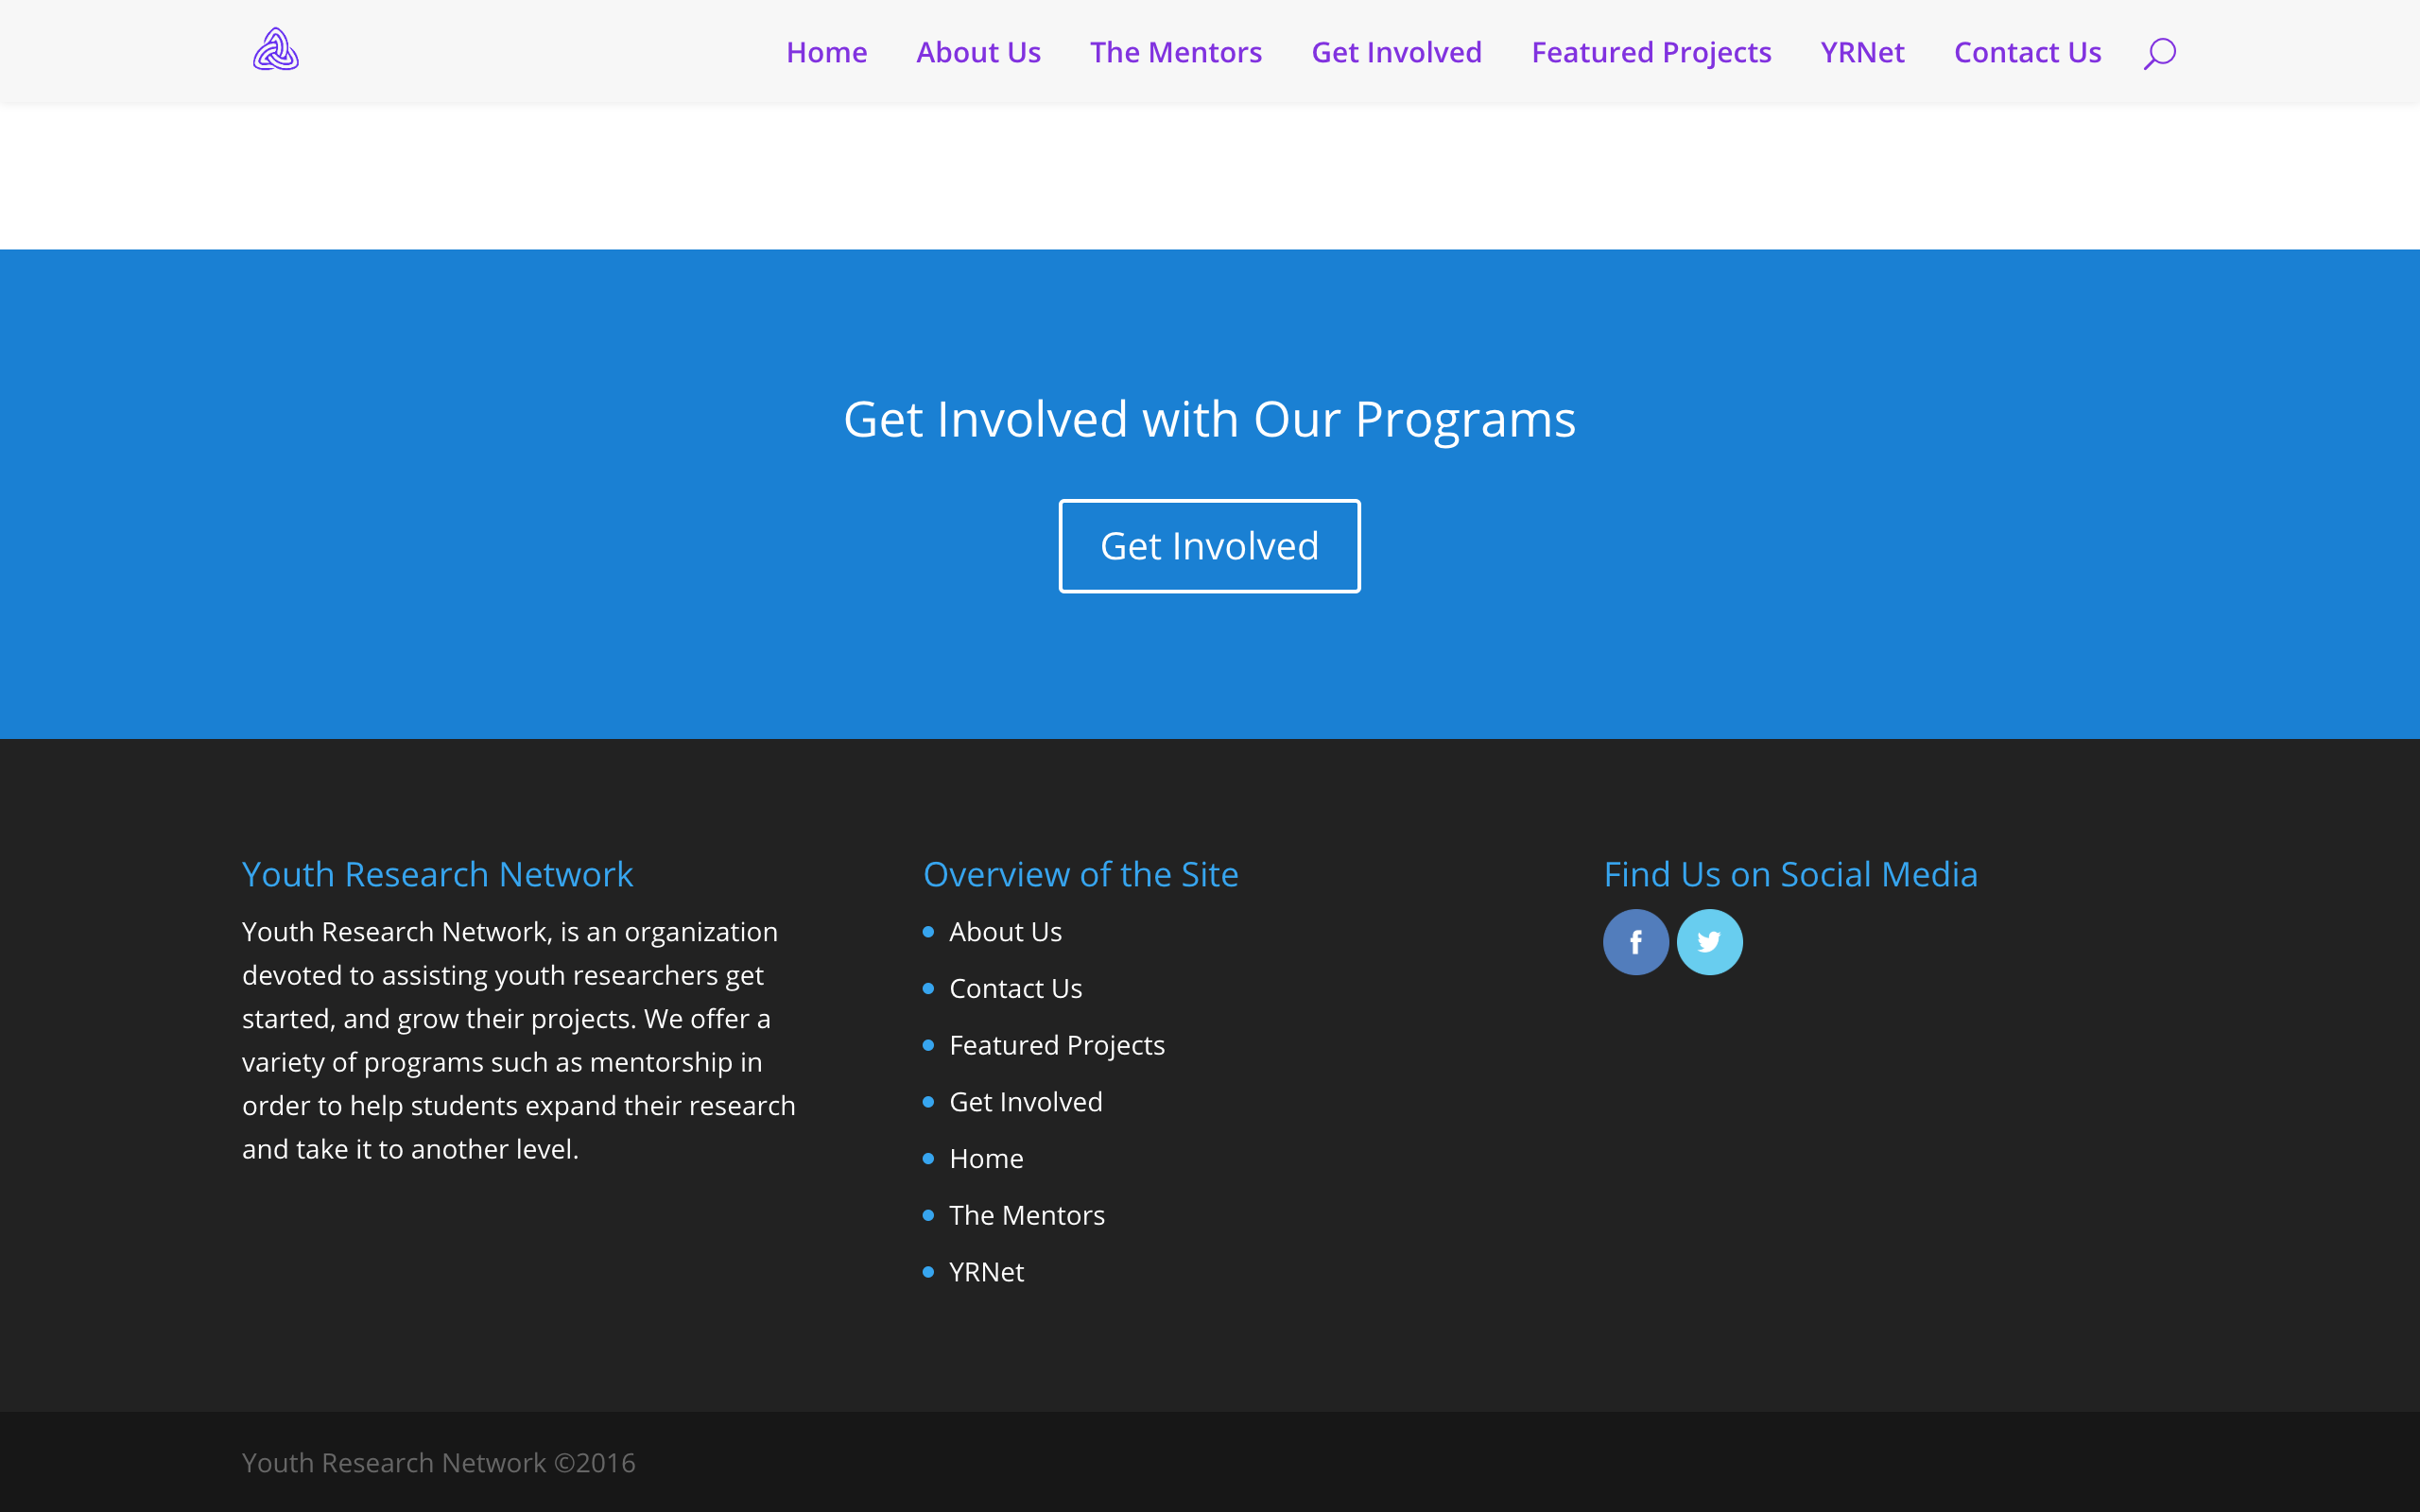 Home About Us The Mentors Get Involved Featured Projects YRNet Contact Us
Get Involved with Our Programs
Get Involved
Youth Research Network
Youth Research Network, is an organization
devoted to assisting youth researchers get
started, and grow their projects. We offer a
variety of programs such as mentorship in
order to help students expand their research
and take it to another level.
Overview of the Site
About Us
Contact Us
Featured Projects
Get Involved
Home
The Mentors
YRNet
Find Us on Social Media
Youth Research Network ©2016